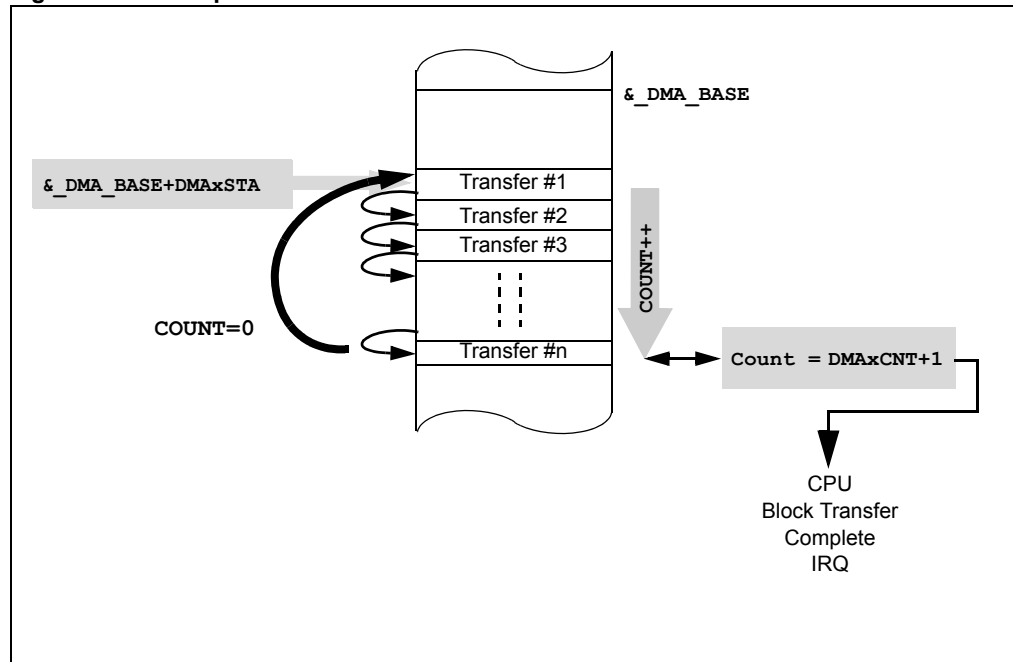 &_DMA_BASE
&_DMA_BASE+DMAxSTA
Transfer #1
Transfer #2
Transfer #3
COUNT++
COUNT=0
Transfer #n
Count = DMAxCNT+1
CPU
Block Transfer
Complete
IRQ